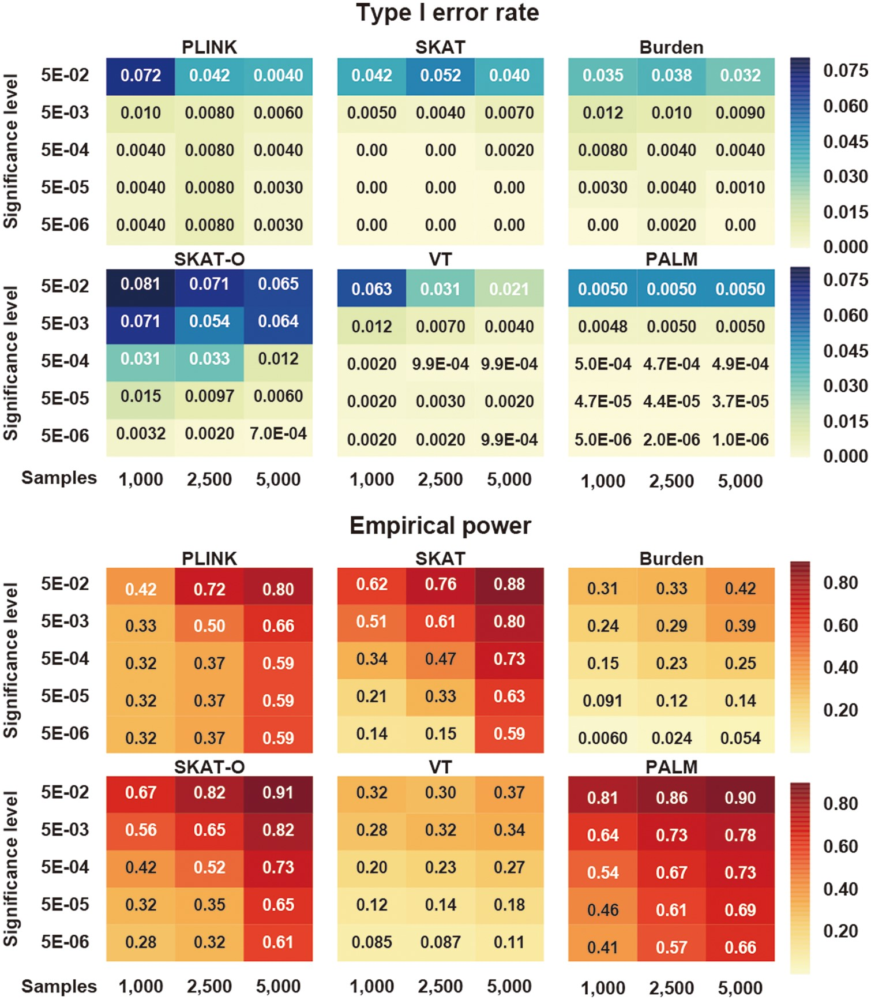 Type I error rate
PLINK SKAT Burden
Significance level
5E-02 0.072 0.042 0.0040 0.042 0.052 0.040 0.035 0.038 0.032 0.075
5E-03 0.010 0.0080 0.0060 0.0050 0.0040 0.0070 0.012 0.010 0.0090 0.060
5E-04 0.0040 0.0080 0.0040 0.00 0.00 0.0020 0.0080 0.0040 0.0040 0.045
0.030
5E-05 0.0040 0.0080 0.0030 0.00 0.00 0.00 0.0030 0.0040 0.0010
0.015
5E-06 0.0040 0.0080 0.0030 0.00 0.00 0.00 0.00 0.0020 0.00
0.000
SKAT-O VT PALM
Significance level
5E-02 0.081 0.071 0.065 0.063 0.031 0.021 0.0050 0.0050 0.0050 0.075
5E-03 0.071 0.054 0.064 0.012 0.0070 0.0040 0.0048 0.0050 0.0050 0.060
5E-04 0.031 0.033 0.012 0.0020 9.9E-04 9.9E-04 5.0E-04 4.7E-04 4.9E-04 0.045
0.030
5E-05 0.015 0.0097 0.0060 0.0020 0.0030 0.0020 4.7E-05 4.4E-05 3.7E-05
0.015
5E-06 0.0032 0.0020 7.0E-04 0.0020 0.0020 9.9E-04 5.0E-06 2.0E-06 1.0E-06
0.000
Samples 1,000 2,500 5,000 1,000 2,500 5,000 1,000 2,500 5,000
Empirical power
PLINK SKAT Burden
Significance level
5E-02 0.42 0.72 0.80 0.62 0.76 0.88 0.31 0.33 0.42 0.80
5E-03 0.33 0.50 0.66 0.51 0.61 0.80 0.24 0.29 0.39 0.60
5E-04 0.32 0.37 0.59 0.34 0.47 0.73 0.15 0.23 0.25 0.40
5E-05 0.32 0.37 0.59 0.21 0.33 0.63 0.091 0.12 0.14 0.20
5E-06 0.32 0.37 0.59 0.14 0.15 0.59 0.0060 0.024 0.054
SKAT-O VT PALM
Significance level
5E-02 0.67 0.82 0.91 0.32 0.30 0.37 0.81 0.86 0.90 0.80
5E-03 0.56 0.65 0.82 0.28 0.32 0.34 0.64 0.73 0.78 0.60
5E-04 0.42 0.52 0.73 0.20 0.23 0.27 0.54 0.67 0.73 0.40
5E-05 0.32 0.35 0.65 0.12 0.14 0.18 0.46 0.61 0.69 0.20
5E-06 0.28 0.32 0.61 0.085 0.087 0.11 0.41 0.57 0.66
Samples 1,000 2,500 5,000 1,000 2,500 5,000 1,000 2,500 5,000